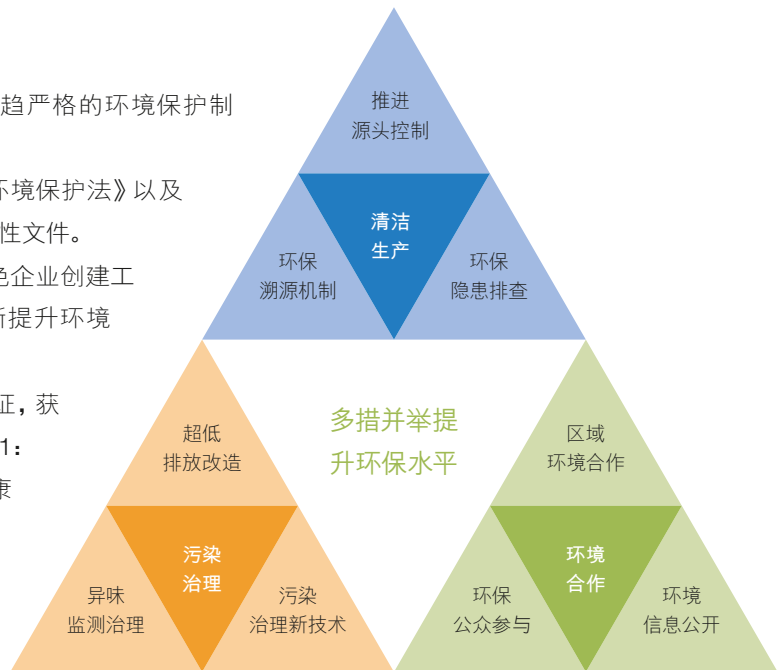 趋严格的环境保护制
环境保护法》以及
性文件。
色企业创建工
新提升环境
证，获
1：
康
推进
源头控制
清洁
生产
环保
溯源机制
环保
隐患排查
多措并举提
升环保水平
超低
排放改造
污染
治理
异味
监测治理
污染
治理新技术
区域
环境合作
环境
合作
环保
公众参与
环境
信息公开